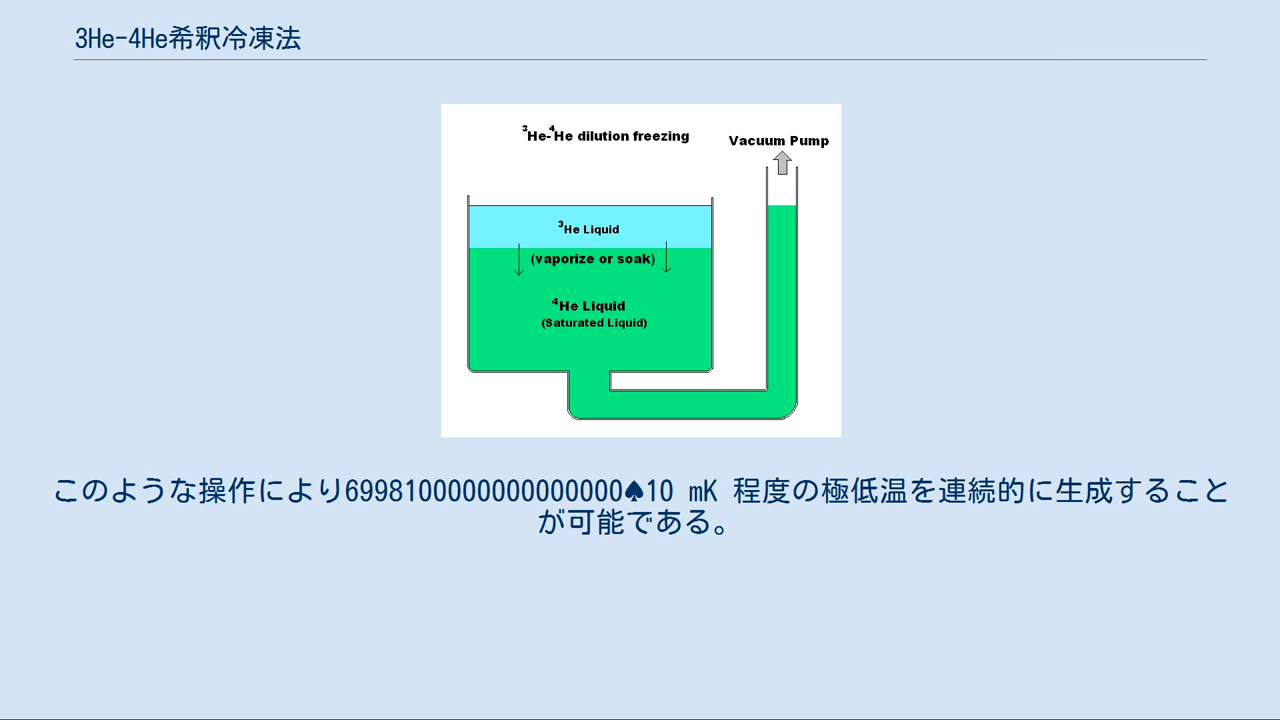 3He-4He希釈冷凍法
3He-4He dilution freezing
Vacuum Pump
3He Liquid
(vaporize or soak)
4He Liquid
(Saturated Liquid)
このような操作により6998100000000000000♠10 mK 程度の極低温を連続的に生成すること
が可能である。